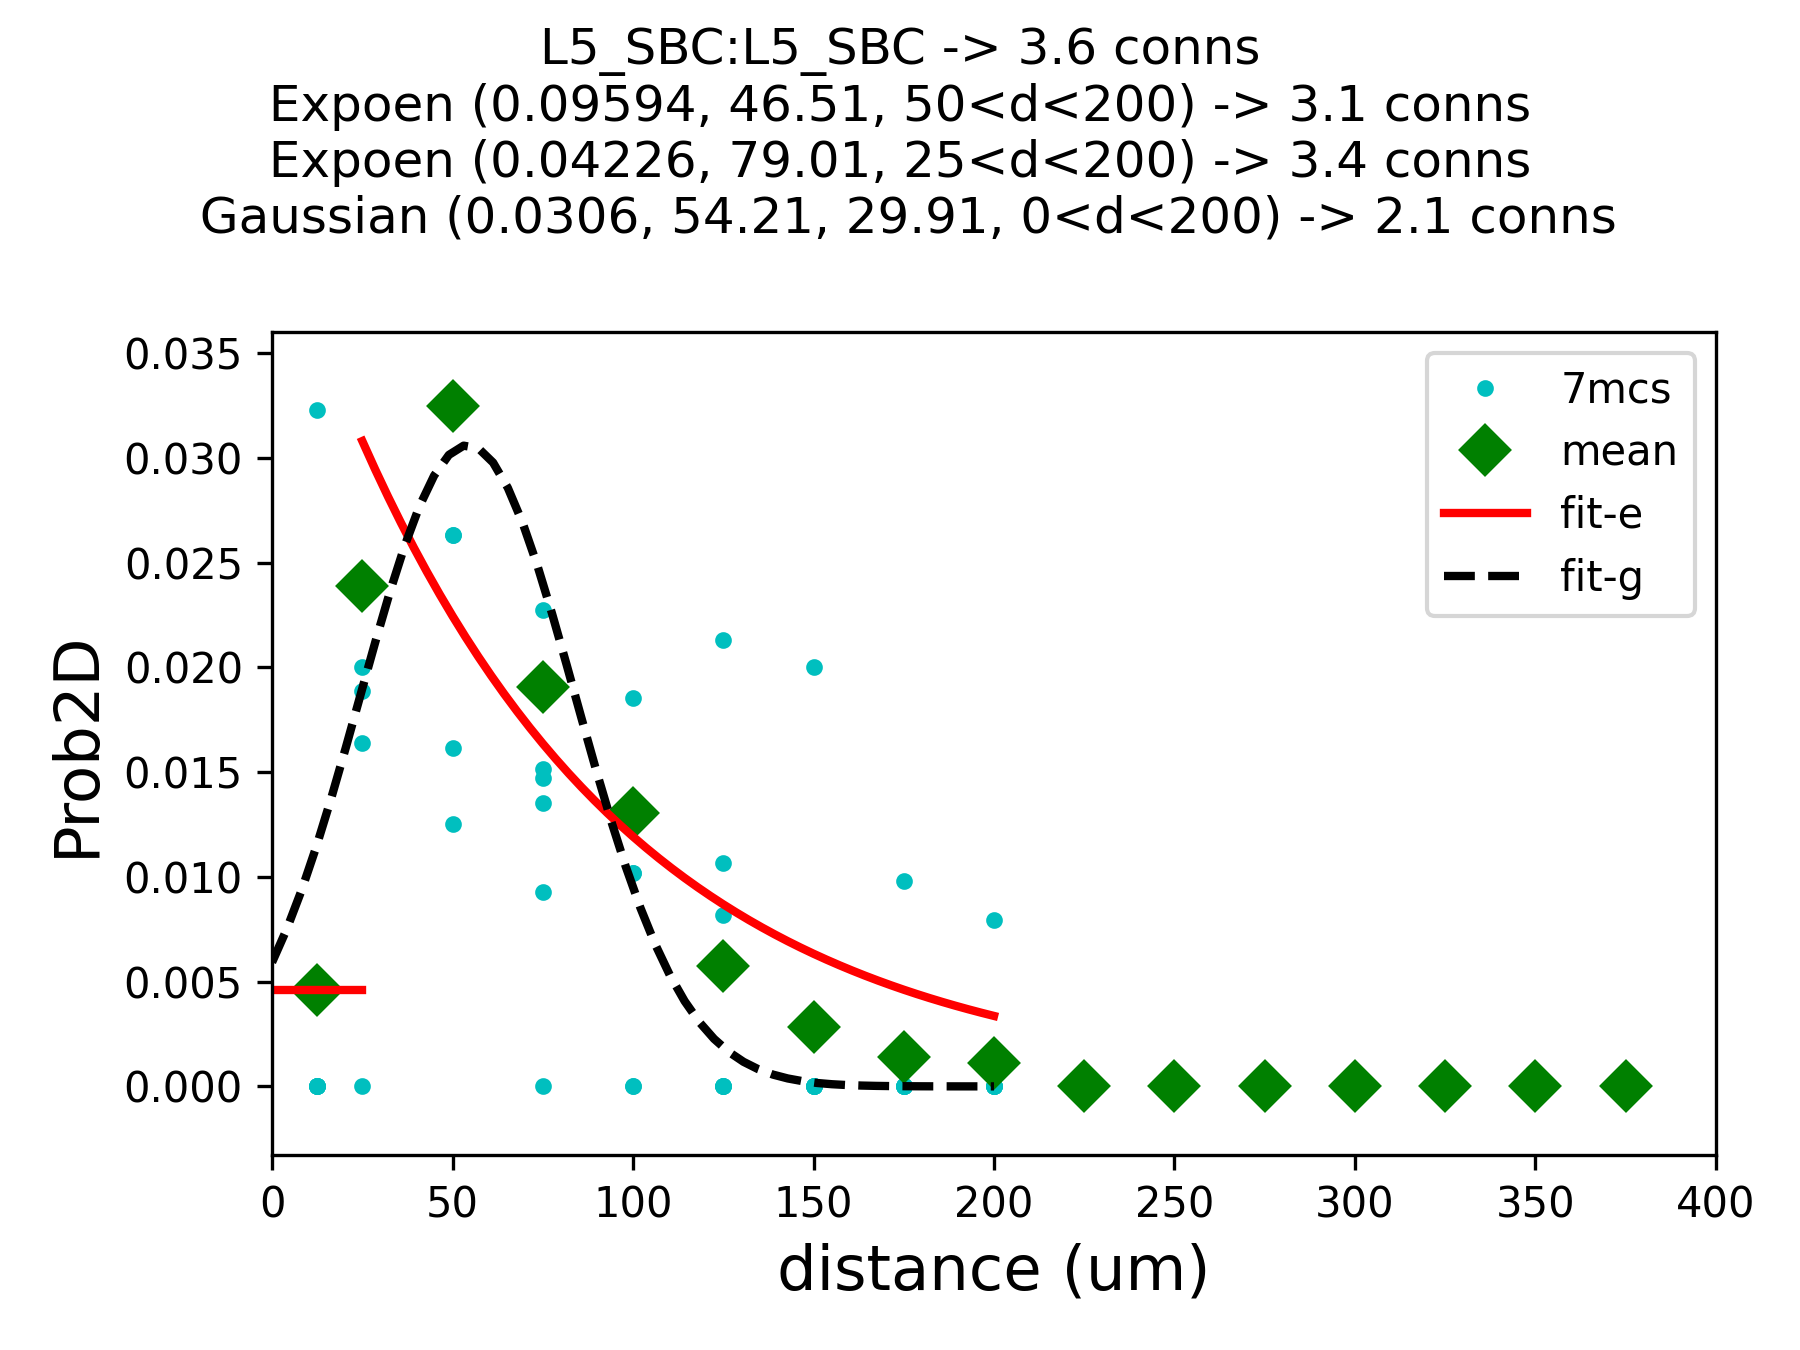 L5_SBC:L5_SBC -> 3.6 conns
Expoen (0.09594, 46.51, 50<d<200) -> 3.1 conns
Expoen (0.04226, 79.01, 25<d<200) -> 3.4 conns
Gaussian (0.0306, 54.21, 29.91, 0<d<200) -> 2.1 conns
0.035
0.030
0.025
0.020
0.015
0.010
0.005
0.000
Prob2D
7mcs
mean
fit-e
fit-g
0 50 100 150 200 250 300 350 400
distance (um)